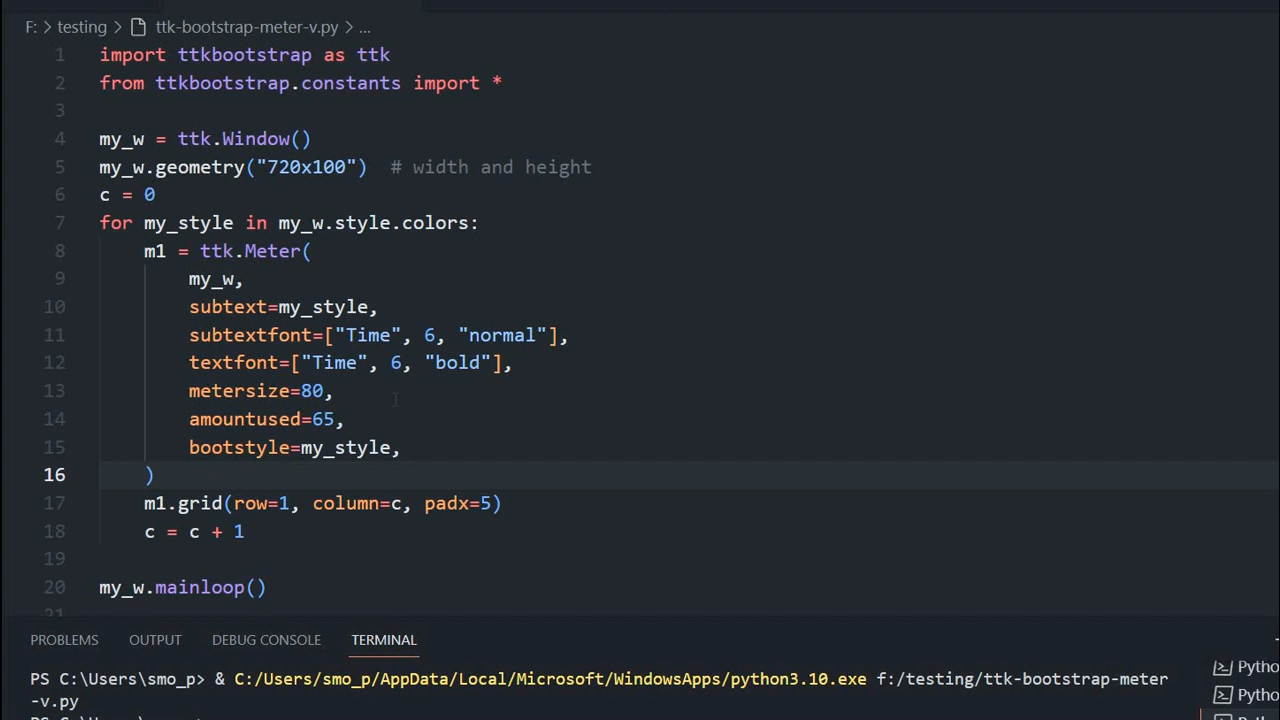 F: > testing > ttk-bootstrap-meter-v.py > ...
1 import ttkbootstrap as ttk
2 from ttkbootstrap.constants import *
3
4 my_w = ttk.Window()
5 my_w.geometry("720x100")  # width and height
6 c = 0
7 for my_style in my_w.style.colors:
8     m1 = ttk.Meter(
9         my_w,
10         subtext=my_style,
11         subtextfont=["Time", 6, "normal"],
12         textfont=["Time", 6, "bold"],
13         metersize=80,
14         amountused=65,
15         bootstyle=my_style,
16     )
17     m1.grid(row=1, column=c, padx=5)
18     c = c + 1
19
20 my_w.mainloop()
21
PROBLEMS OUTPUT DEBUG CONSOLE TERMINAL
PS C:\Users\smo_p> & C:/Users/smo_p/AppData/Local/Microsoft/WindowsApps/python3.10.exe f:/testing/ttk-bootstrap-meter
-v.py
PS C:\Users\smo_p>
Pytho
Pytho
Pytho